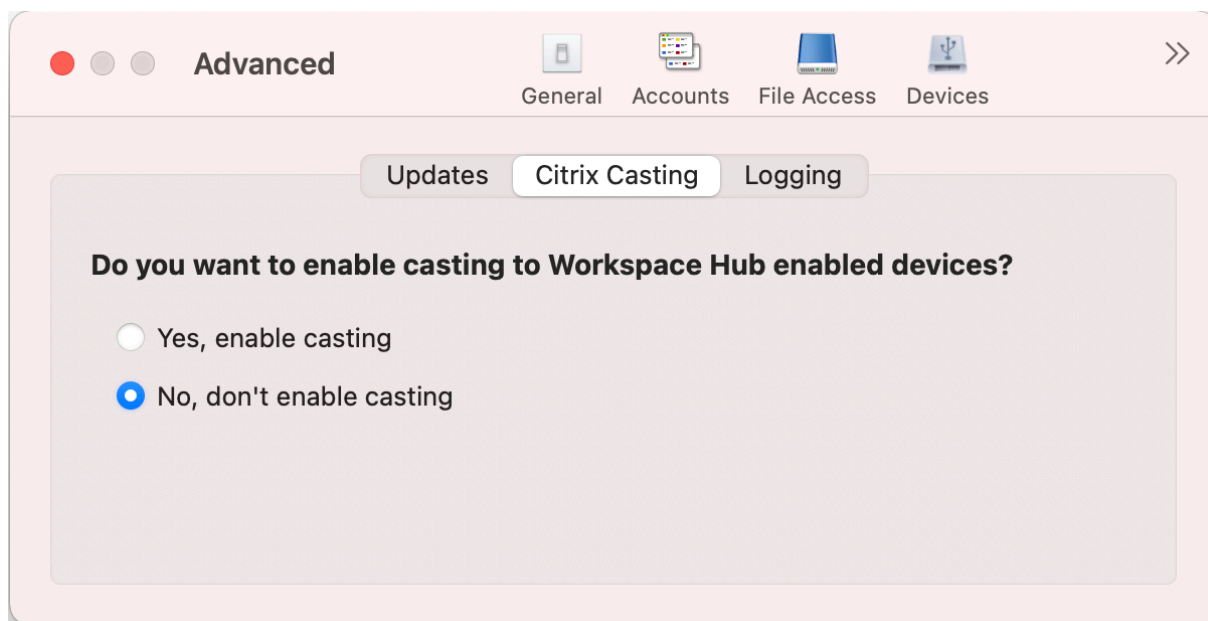 Advanced
General
Accounts
File Access
Devices
Updates
Citrix Casting
Logging
Do you want to enable casting to Workspace Hub enabled devices?
Yes, enable casting
No, don't enable casting